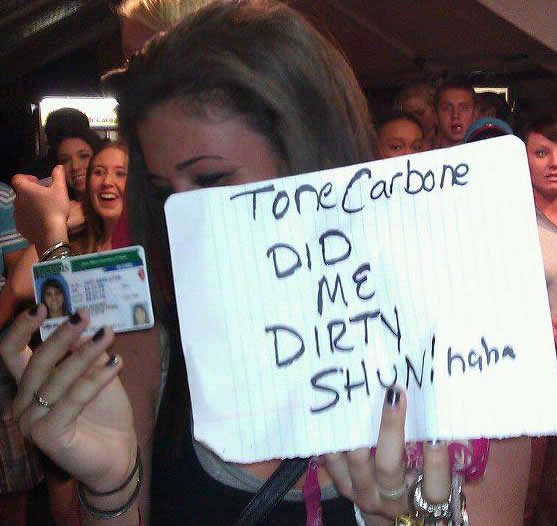 Tone Carbone
DID
ME
DIRTY
SHUN! haha